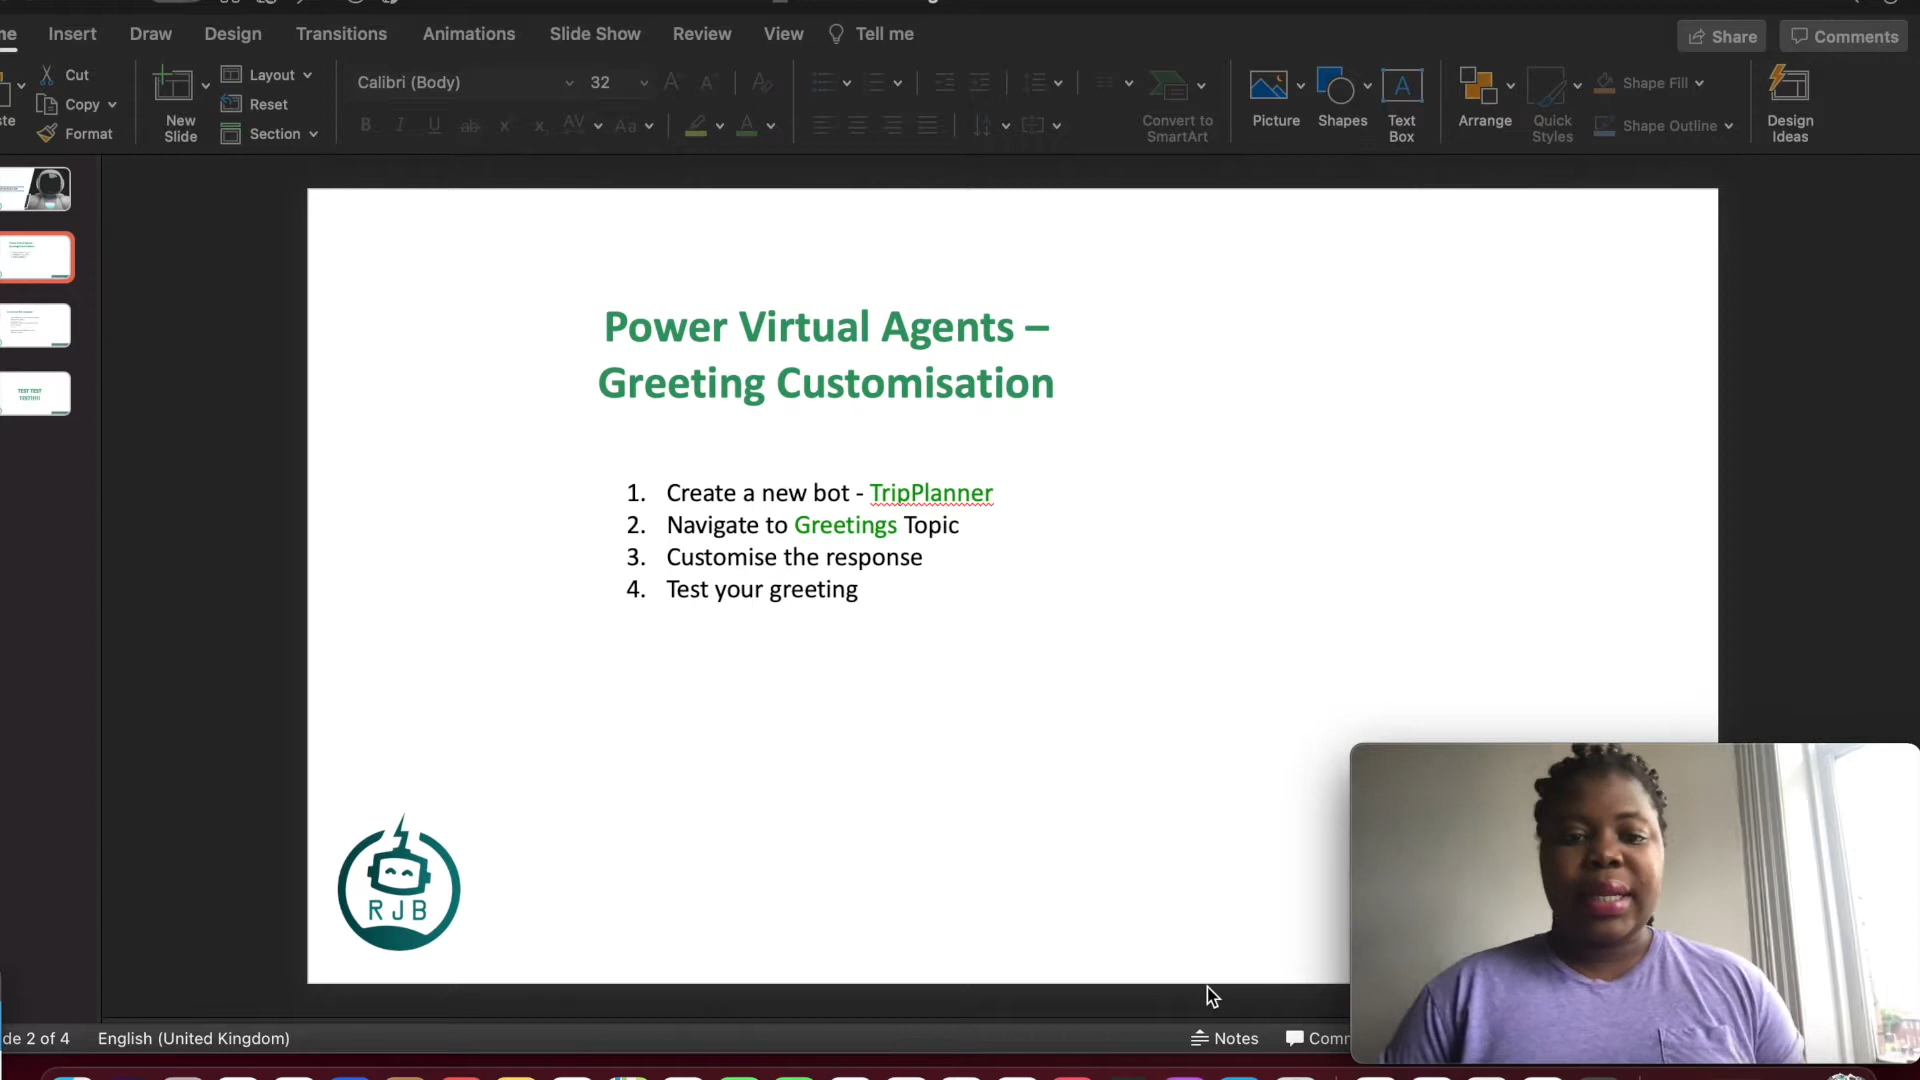 Insert
Draw
Design
Transitions
Animations
Slide Show
Review
View
Tell me
Share
Comments
Cut
Copy
Format
New
Slide
Layout
Reset
Section
Calibri (Body)
32
Convert to
SmartArt
Picture
Shapes
Text
Box
Arrange
Quick
Styles
Shape Fill
Shape Outline
Design
Ideas
Power Virtual Agents –
Greeting Customisation
1. Create a new bot - TripPlanner
2. Navigate to Greetings Topic
3. Customise the response
4. Test your greeting
RJB
TEST TEST
2 of 4
English (United Kingdom)
Notes